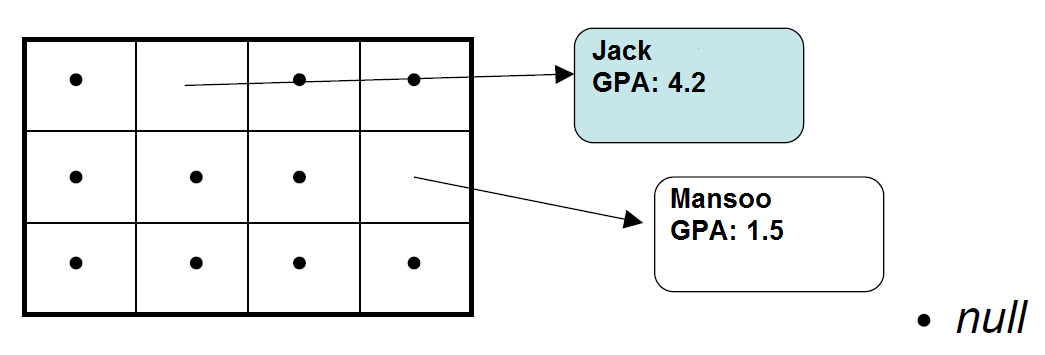 Jack
GPA: 4.2
Mansoo
GPA: 1.5
• null